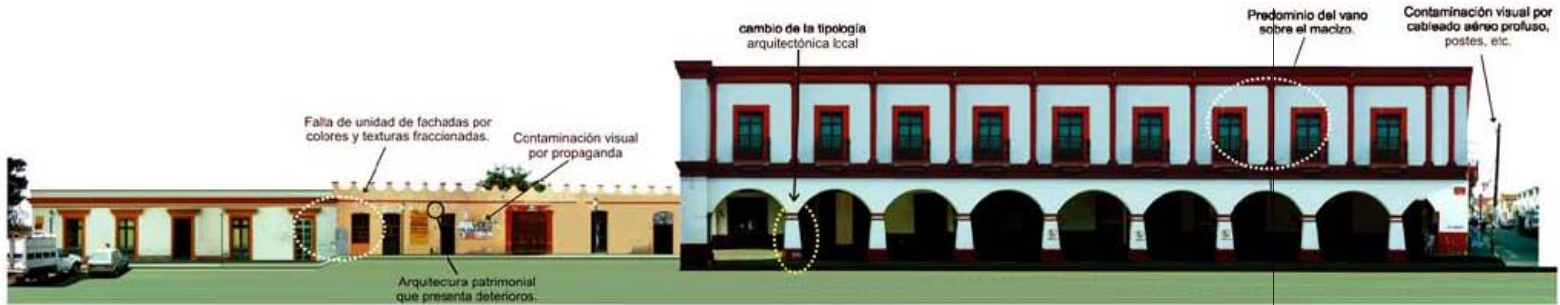 Falta de unidad de fachadas por
colores y texturas fraccionadas.
Contaminación visual
por propaganda
Arquitectura patrimonial
que presenta deterioros.
cambio de la tipología
arquitectónica local
Predominio del vano
sobre el macizo.
Contaminación visual por
cableado aéreo profuso,
postes, etc.